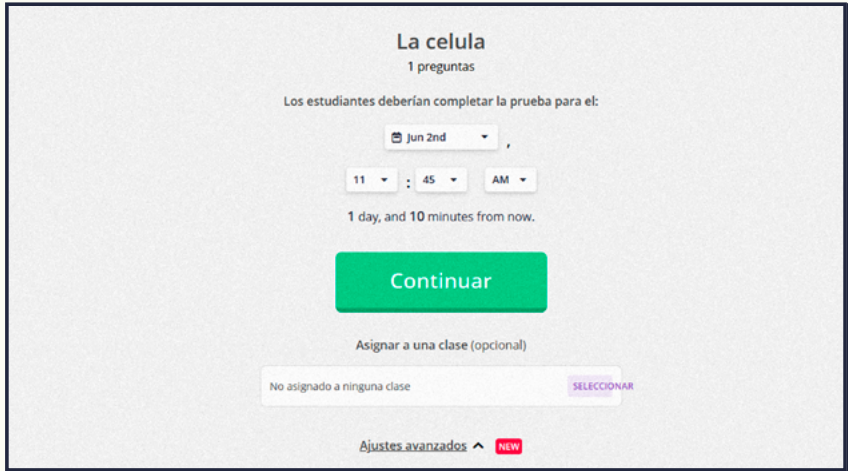 La celula
1 preguntas
Los estudiantes deberían completar la prueba para el:
Jun 2nd ,
11 : 45 AM
1 day, and 10 minutes from now.
Continuar
Asignar a una clase (opcional)
No asignado a ninguna clase SELECCIONAR
Ajustes avanzados NEW